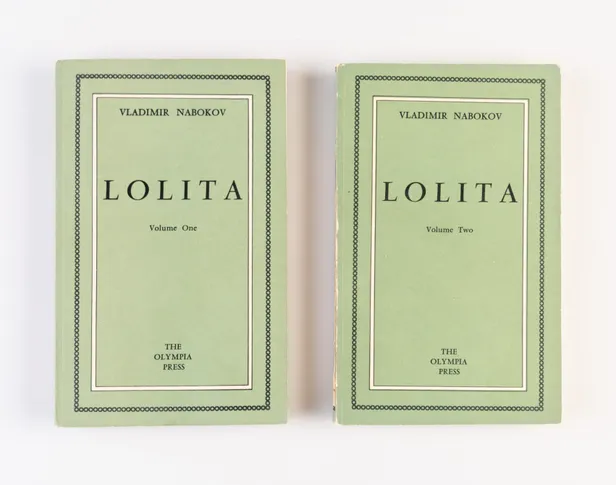 VLADIMIR NABOKOV
LOLITA
Volume One
THE
OLYMPIA
PRESS
VLADIMIR NABOKOV
LOLITA
Volume Two
THE
OLYMPIA
PRESS